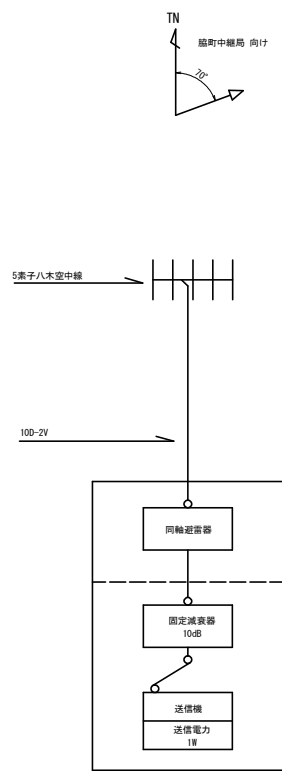 TN
脇町中継局 向け
70°
5素子八木空中線
10D-2V
同軸避雷器
固定減衰器
10dB
送信機
送信電力
1W